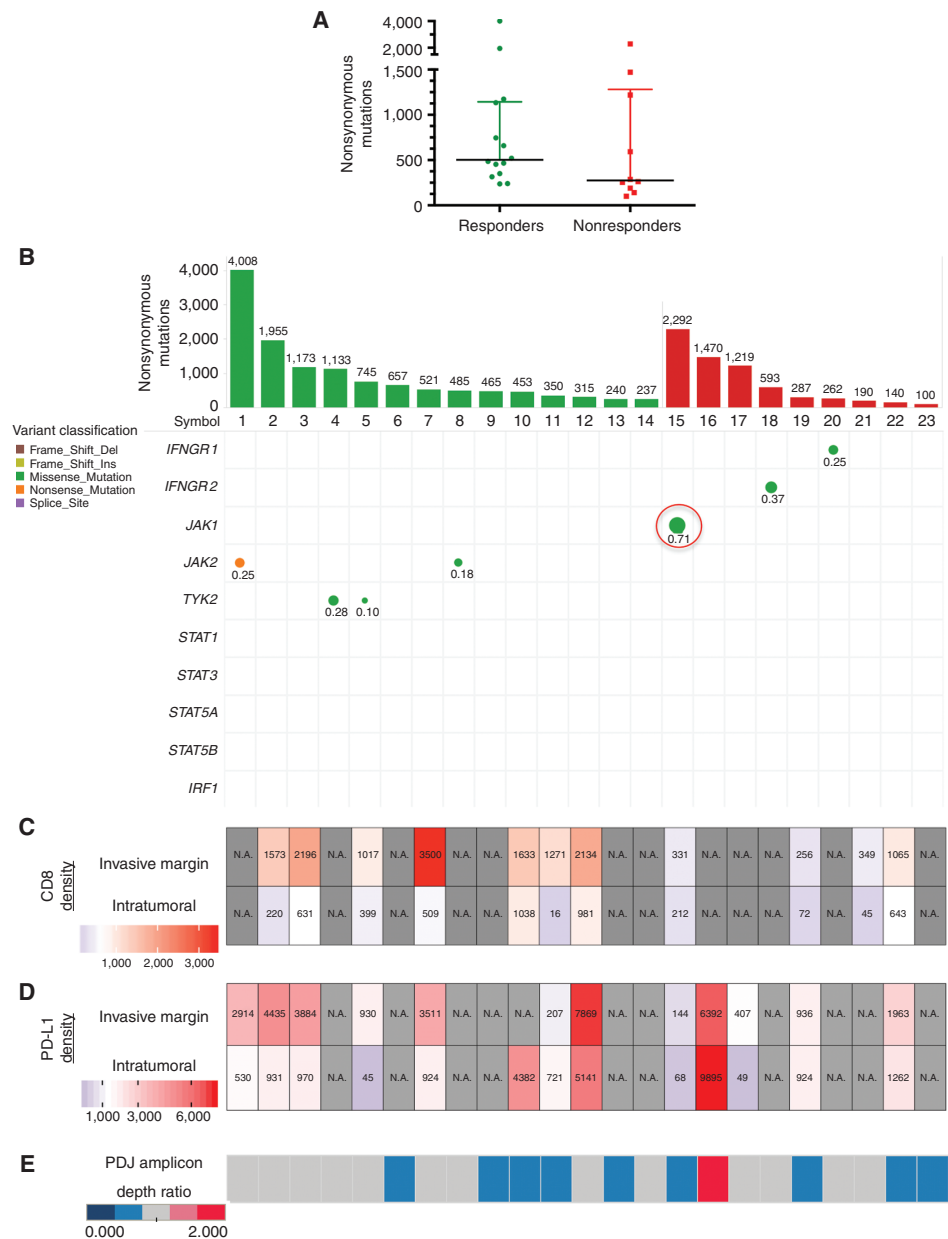 A
Nonsynonymous
mutations
4,000
2,000
1,500
1,000
500
0
Responders
Nonresponders
B
Nonsynonymous
mutations
4,000
3,000
2,000
1,000
0
4,008 1,955 1,173 1,133 745 657 521 485 465 453 350 315 240 237 2,292 1,470 1,219 593 287 262 190 140 100
Symbol 1 2 3 4 5 6 7 8 9 10 11 12 13 14 15 16 17 18 19 20 21 22 23
Variant classification
Frame_Shift_Del
Frame_Shift_Ins
Missense_Mutation
Nonsense_Mutation
Splice_Site
IFNGR1 0.25
IFNGR2 0.37
JAK1 0.71
JAK2 0.25 0.18
TYK2 0.28 0.10
STAT1
STAT3
STAT5A
STAT5B
IRF1
C
CD8
density
Invasive margin
N.A. 1573 2196 N.A. 1017 N.A. 3500 N.A. N.A. 1633 1271 2134 N.A. N.A. 331 N.A. N.A. N.A. 256 N.A. 349 1065 N.A.
Intratumoral
N.A. 220 631 N.A. 399 N.A. 509 N.A. N.A. 1038 16 981 N.A. N.A. 212 N.A. N.A. N.A. 72 N.A. 45 643 N.A.
1,000 2,000 3,000
D
PD-L1
density
Invasive margin
2914 4435 3884 N.A. 930 N.A. 3511 N.A. N.A. N.A. 207 7869 N.A. N.A. 144 6392 407 N.A. 936 N.A. N.A. 1963 N.A.
Intratumoral
530 931 970 N.A. 45 N.A. 924 N.A. N.A. 4382 721 5141 N.A. N.A. 68 9895 49 N.A. 924 N.A. N.A. 1262 N.A.
1,000 3,000 6,000
E
PDJ amplicon
depth ratio
0.000 2.000